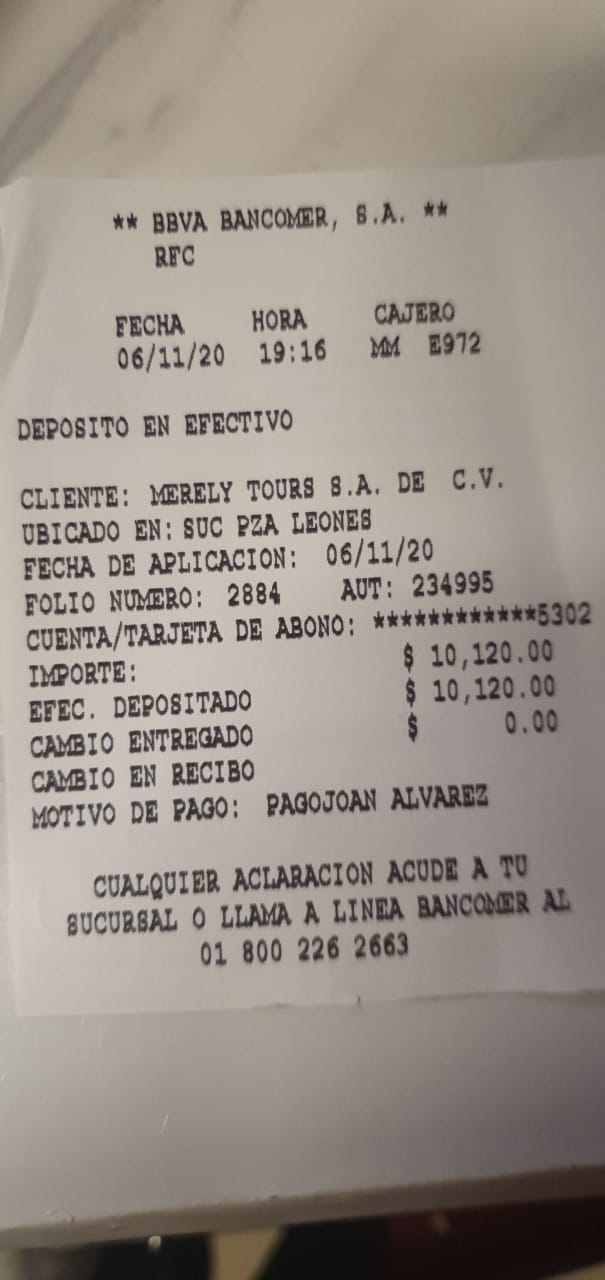 ** BBVA BANCOMER, S.A. **
RFC
FECHA HORA CAJERO
06/11/20 19:16 MM E972
DEPOSITO EN EFECTIVO
CLIENTE: MERELY TOURS S.A. DE C.V.
UBICADO EN: SUC PZA LEONES
FECHA DE APLICACION: 06/11/20
FOLIO NUMERO: 2884 AUT: 234995
CUENTA/TARJETA DE ABONO: ************5302
IMPORTE: $ 10,120.00
EFEC. DEPOSITADO $ 10,120.00
CAMBIO ENTREGADO $ 0.00
CAMBIO EN RECIBO
MOTIVO DE PAGO: PAGOJOAN ALVAREZ
CUALQUIER ACLARACION ACUDE A TU
SUCURSAL O LLAMA A LINEA BANCOMER AL
01 800 226 2663